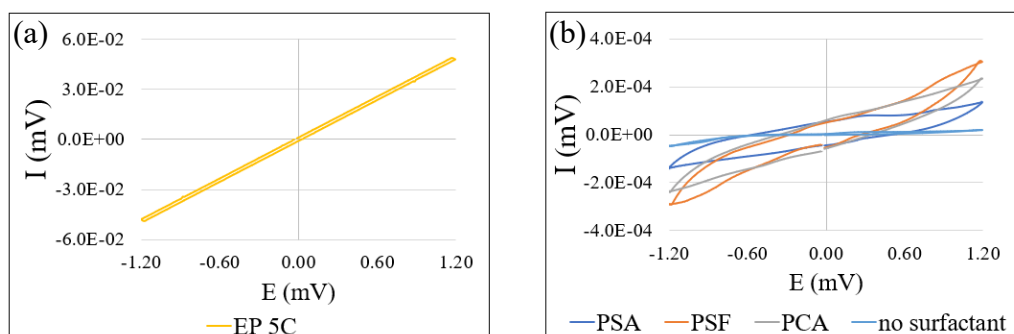 (a)
6.0E-02
3.0E-02
0.0E+00
-3.0E-02
-6.0E-02
I (mV)
-1.20 -0.60 0.00 0.60 1.20
E (mV)
EP 5C
(b)
4.0E-04
2.0E-04
0.0E+00
-2.0E-04
-4.0E-04
I (mV)
-1.20 -0.60 0.00 0.60 1.20
E (mV)
PSA PSF PCA no surfactant